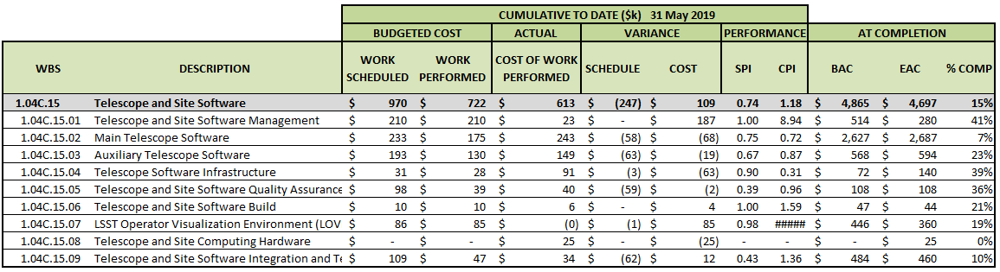 CUMULATIVE TO DATE ($k) 31 May 2019
BUDGETED COST ACTUAL VARIANCE PERFORMANCE AT COMPLETION
WBS DESCRIPTION WORK SCHEDULED WORK PERFORMED COST OF WORK PERFORMED SCHEDULE COST SPI CPI BAC EAC % COMP
1.04C.15 Telescope and Site Software $ 970 $ 722 $ 613 $ (247) $ 109 0.74 1.18 $ 4,865 $ 4,697 15%
1.04C.15.01 Telescope and Site Software Management $ 210 $ 210 $ 23 $ - $ 187 1.00 8.94 $ 514 $ 280 41%
1.04C.15.02 Main Telescope Software $ 233 $ 175 $ 243 $ (58) $ (68) 0.75 0.72 $ 2,627 $ 2,687 7%
1.04C.15.03 Auxiliary Telescope Software $ 193 $ 130 $ 149 $ (63) $ (19) 0.67 0.87 $ 568 $ 594 23%
1.04C.15.04 Telescope Software Infrastructure $ 31 $ 28 $ 91 $ (3) $ (63) 0.90 0.31 $ 72 $ 140 39%
1.04C.15.05 Telescope and Site Software Quality Assurance $ 98 $ 39 $ 40 $ (59) $ (2) 0.39 0.96 $ 108 $ 108 36%
1.04C.15.06 Telescope and Site Software Build $ 10 $ 10 $ 6 $ - $ 4 1.00 1.59 $ 47 $ 44 21%
1.04C.15.07 LSST Operator Visualization Environment (LOV $ 86 $ 85 $ (0) $ (1) $ 85 0.98 ##### $ 446 $ 360 19%
1.04C.15.08 Telescope and Site Computing Hardware $ - $ - $ 25 $ - $ (25) - - $ - $ 25 0%
1.04C.15.09 Telescope and Site Software Integration and Te $ 109 $ 47 $ 34 $ (62) $ 12 0.43 1.36 $ 484 $ 460 10%